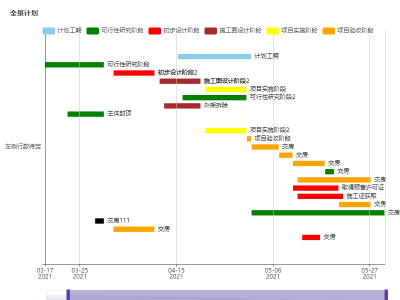 全景计划
计划工期 可行性研究阶段 初步设计阶段 施工图设计阶段 项目实施阶段 项目验收阶段
计划工期
可行性研究阶段
初步设计阶段2
施工图设计阶段2
项目实施阶段
可行性研究阶段2
外架拆除
主体封顶
项目实施阶段2
项目验收阶段
左侧行数待定
交房
交房
交房
交房
交房
取得预售许可证
施工证获取
交房
交房
交房111
交房
交房
03-17 03-25 04-15 05-06 05-27
2021 2021 2021 2021 2021